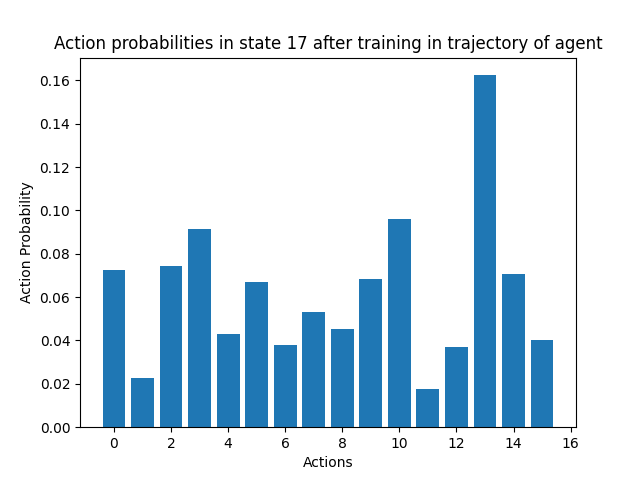 Action probabilities in state 17 after training in trajectory of agent
0.16
0.14
0.12
0.10
0.08
0.06
0.04
0.02
0.00
Action Probability
0 2 4 6 8 10 12 14 16
Actions